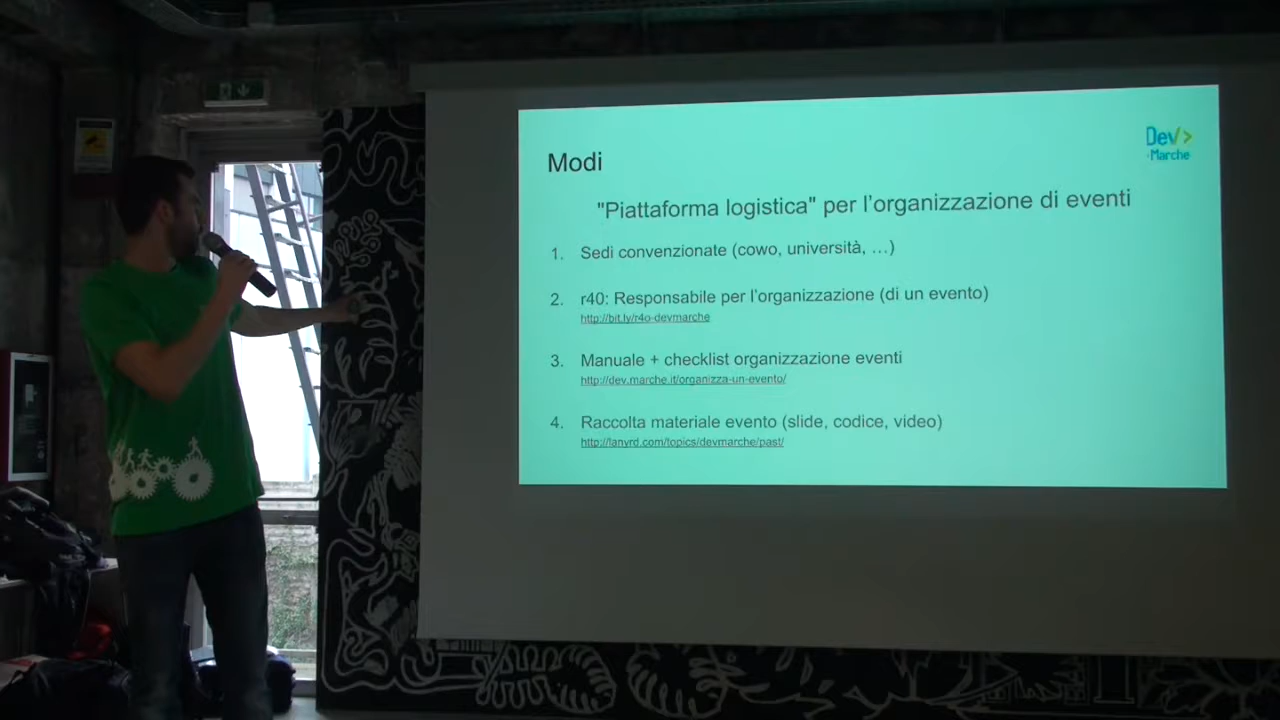 Dev/>
•Marche
Modi
"Piattaforma logistica" per l'organizzazione di eventi
1. Sedi convenzionate (cowo, università, …)
2. r40: Responsabile per l'organizzazione (di un evento)
http://bit.ly/r4o-devmarche
3. Manuale + checklist organizzazione eventi
http://dev.marche.it/organizza-un-evento/
4. Raccolta materiale evento (slide, codice, video)
http://lanyrd.com/topics/devmarche/past/